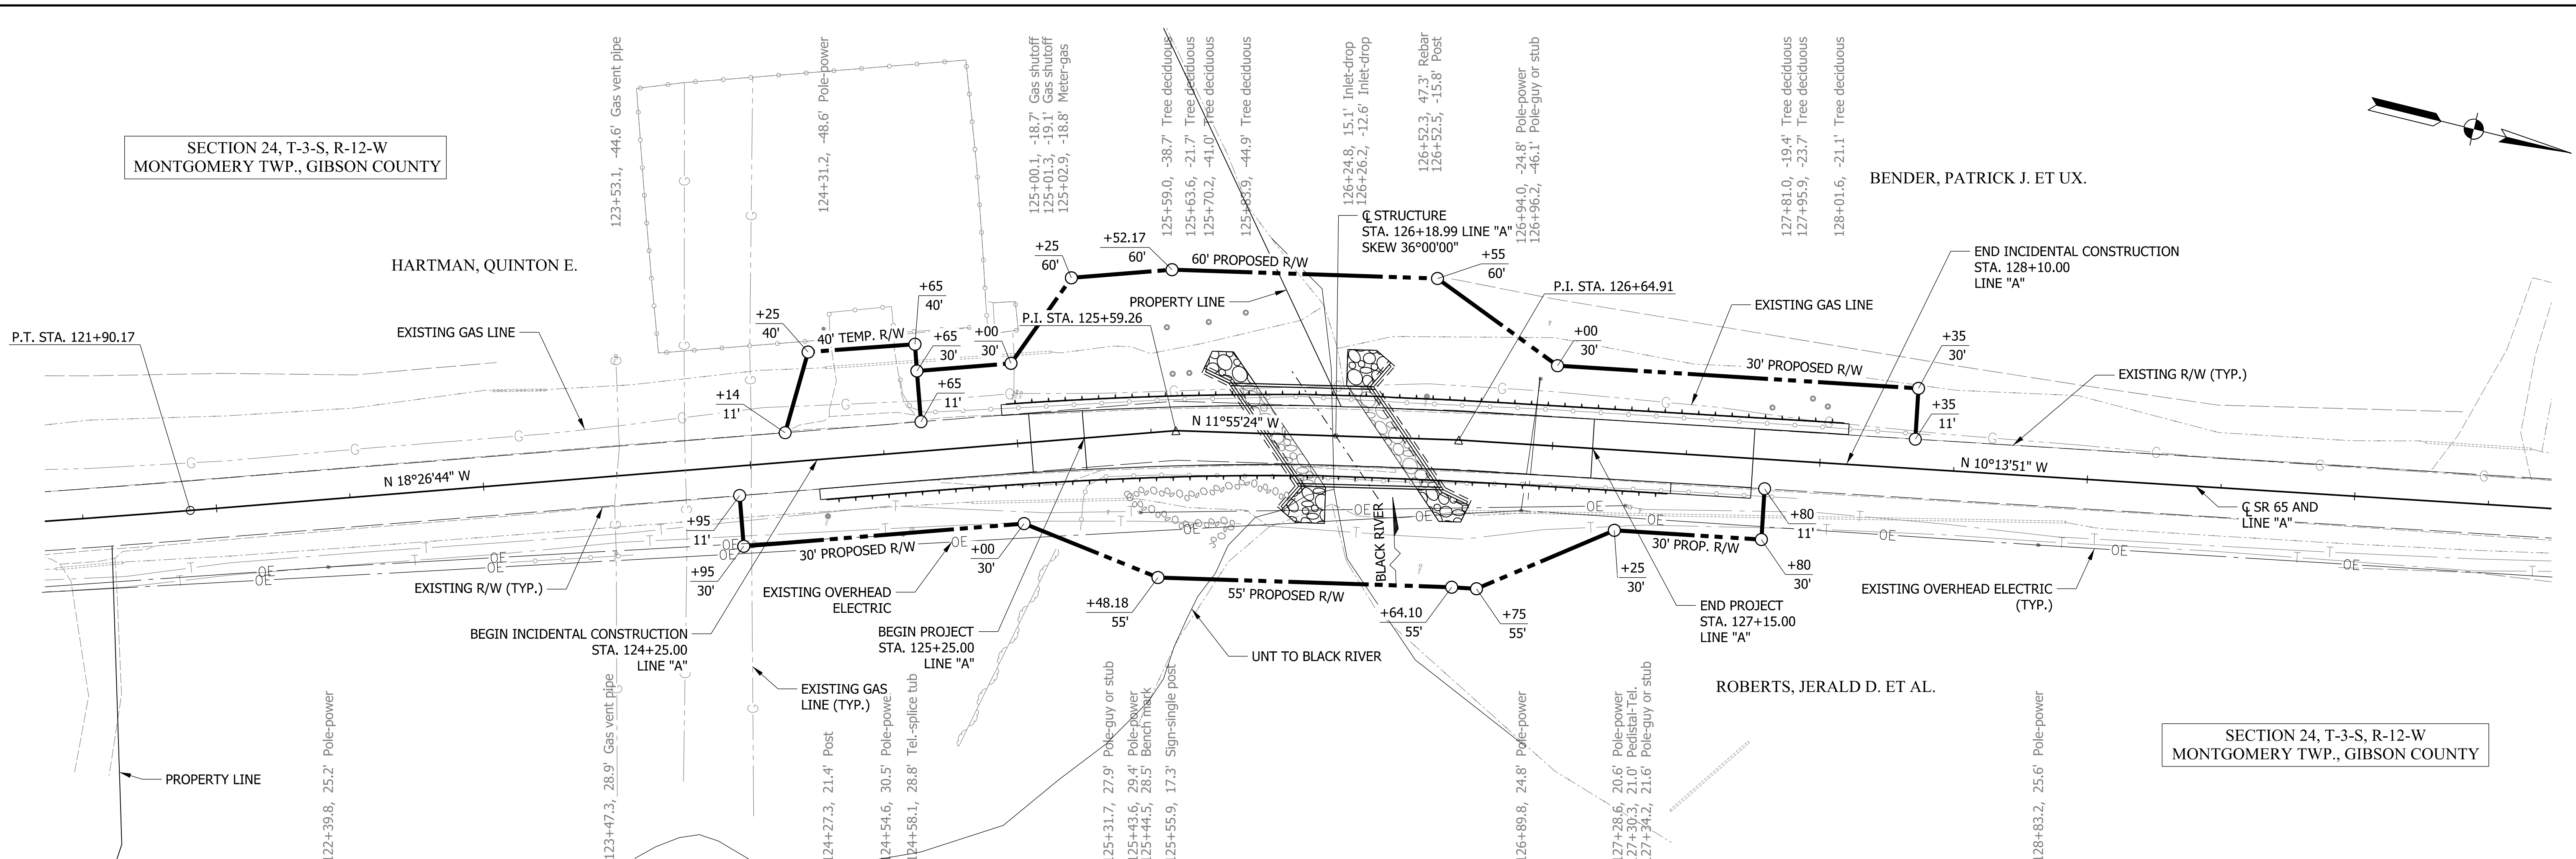 SECTION 24, T-3-S, R-12-W
MONTGOMERY TWP., GIBSON COUNTY
123+53.1, -44.6' Gas vent pipe
124+31.2, -48.6' Pole-power
125+00.1, -18.7' Gas shutoff
125+01.3, -19.1' Gas shutoff
125+02.9, -18.8' Meter-gas
125+59.0, -38.7' Tree deciduous
125+63.6, -21.7' Tree deciduous
125+70.2, -41.0' Tree deciduous
125+83.9, -44.9' Tree deciduous
126+24.8, 15.1' Inlet-drop
126+26.2, -12.6' Inlet-drop
126+52.3, 47.3' Rebar
126+52.5, -15.8' Post
126+94.0, -24.8' Pole-power
126+96.2, -46.1' Pole-guy or stub
127+81.0, -19.4' Tree deciduous
127+95.9, -23.7' Tree deciduous
128+01.6, -21.1' Tree deciduous
BENDER, PATRICK J. ET UX.
HARTMAN, QUINTON E.
℄ STRUCTURE
STA. 126+18.99 LINE "A"
SKEW 36°00'00"
+25
60'
+52.17
60'
60' PROPOSED R/W
+55
60'
END INCIDENTAL CONSTRUCTION
STA. 128+10.00
LINE "A"
PROPERTY LINE
P.I. STA. 126+64.91
EXISTING GAS LINE
P.T. STA. 121+90.17
EXISTING GAS LINE
+25
40'
40' TEMP. R/W
+65
40'
+65
30'
+00
30'
P.I. STA. 125+59.26
+00
30'
30' PROPOSED R/W
+35
30'
EXISTING R/W (TYP.)
+14
11'
+65
11'
+35
11'
N 18°26'44" W
N 11°55'24" W
N 10°13'51" W
℄ SR 65 AND
LINE "A"
+95
11'
+95
30'
30' PROPOSED R/W
+00
30'
BLACK RIVER
+80
11'
30' PROP. R/W
+80
30'
+25
30'
EXISTING R/W (TYP.)
EXISTING OVERHEAD
ELECTRIC
+48.18
55'
55' PROPOSED R/W
+64.10
55'
+75
55'
EXISTING OVERHEAD ELECTRIC
(TYP.)
BEGIN INCIDENTAL CONSTRUCTION
STA. 124+25.00
LINE "A"
BEGIN PROJECT
STA. 125+25.00
LINE "A"
END PROJECT
STA. 127+15.00
LINE "A"
UNT TO BLACK RIVER
EXISTING GAS
LINE (TYP.)
PROPERTY LINE
ROBERTS, JERALD D. ET AL.
SECTION 24, T-3-S, R-12-W
MONTGOMERY TWP., GIBSON COUNTY
122+39.8, 25.2' Pole-power
123+47.3, 28.9' Gas vent pipe
124+27.3, 21.4' Post
124+54.6, 30.5' Pole-power
124+58.1, 28.8' Tel.-splice tub
125+31.7, 27.9' Pole-guy or stub
125+43.6, 29.4' Pole-power
125+44.5, 28.5' Bench mark
125+55.9, 17.3' Sign-single post
126+89.8, 24.8' Pole-power
127+28.6, 20.6' Pole-power
127+30.3, 21.0' Pedistal-Tel.
127+34.2, 21.6' Pole-guy or stub
128+83.2, 25.6' Pole-power